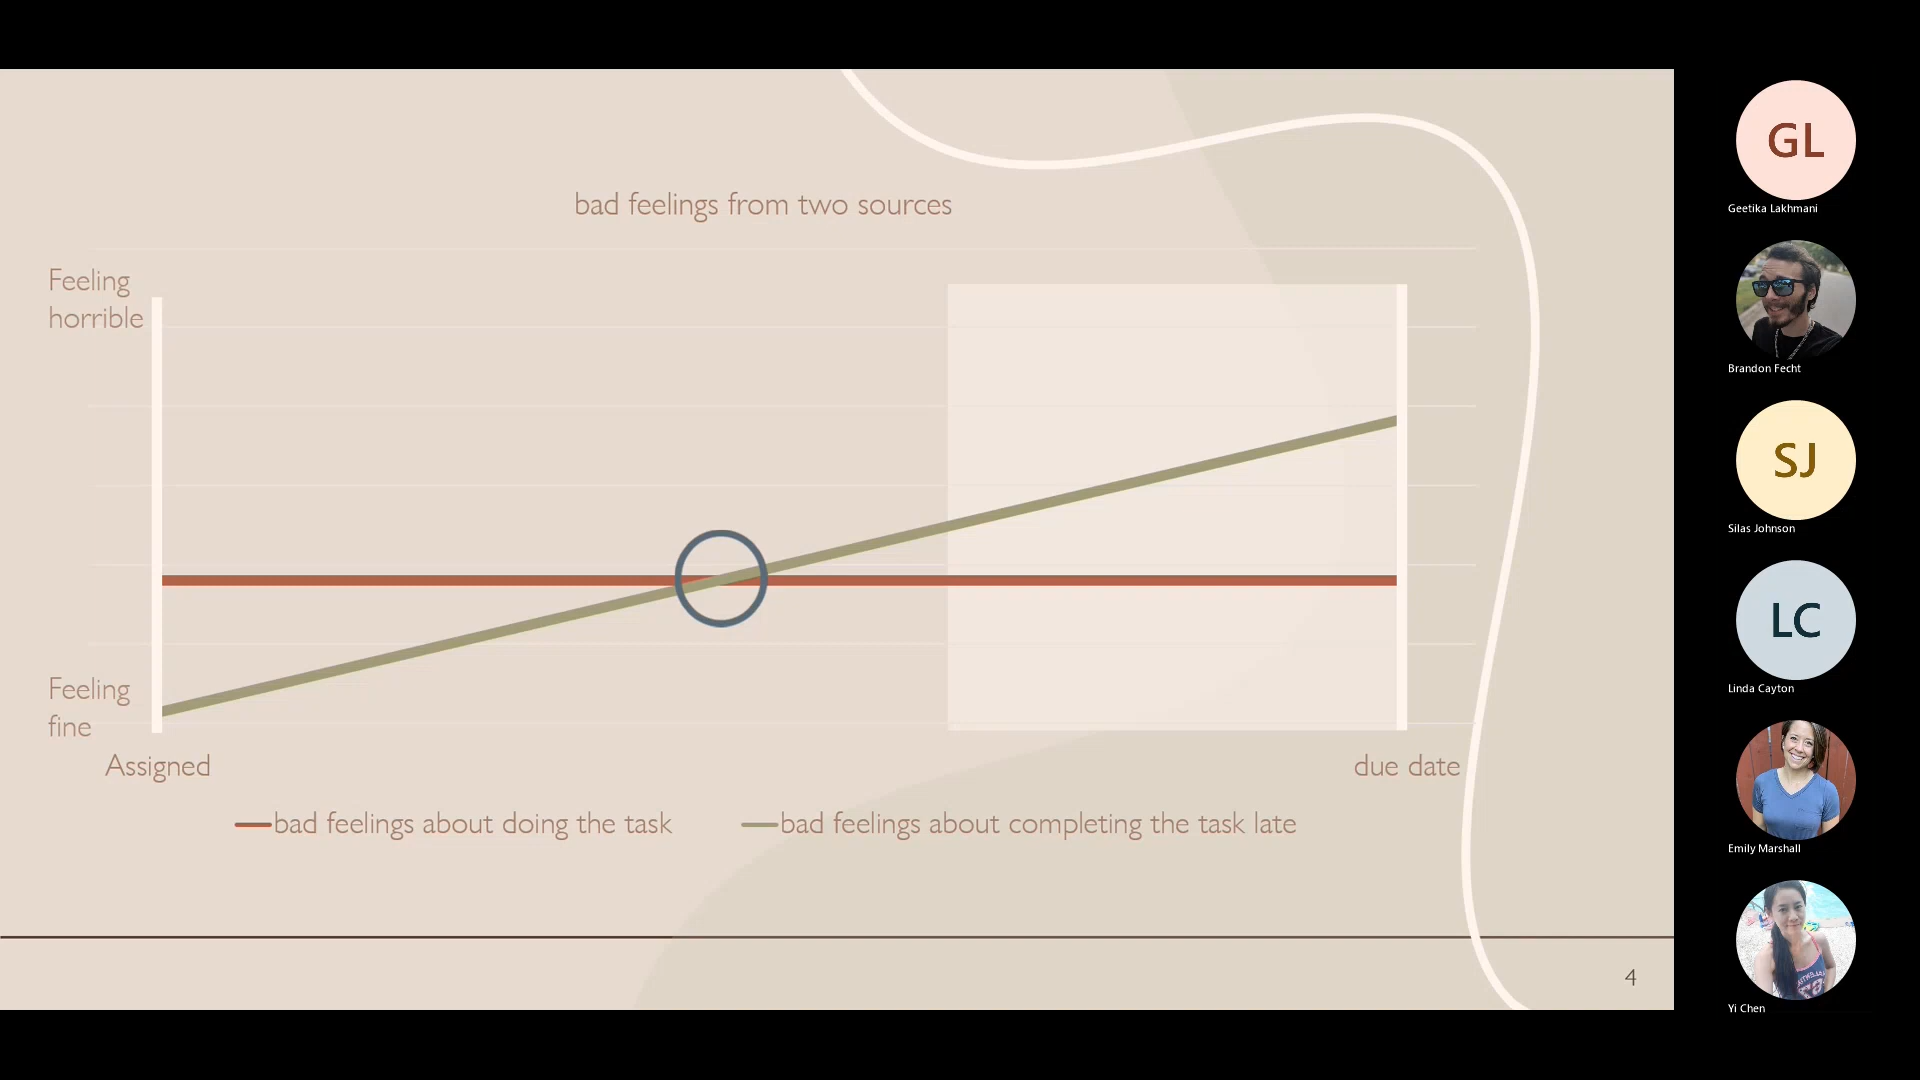 bad feelings from two sources
Feeling
horrible
Feeling
fine
Assigned
due date
bad feelings about doing the task
bad feelings about completing the task late
4
GL
Geetika Lakhmani
Brandon Fecht
SJ
Silas Johnson
LC
Linda Cayton
Emily Marshall
Yi Chen